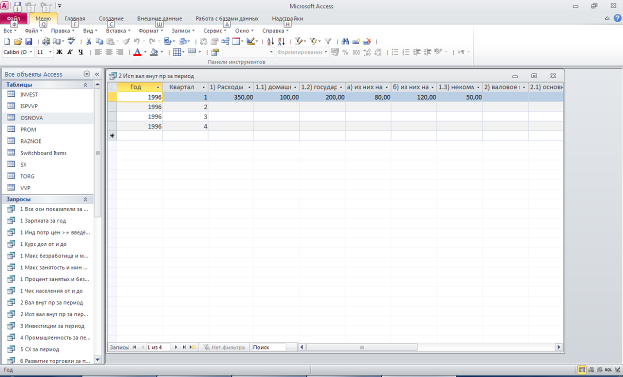 Microsoft Access
Файл Меню Главная Создание Внешние данные Работа с базами данных Надстройки
Все Файл Правка Вид Вставка Формат Записи Сервис Окно Справка
Calibri 11 Ж К Ч
Форматирование
Панели инструментов
Все объекты Access
Таблицы
INVEST
ISPVVP
OSNOVA
PROM
RAZNOE
Switchboard Items
SX
TORG
VVP
Запросы
1 Все осн показатели за ...
1 Зарплата за год
1 Инд потр цен >= введе...
1 Курс дол от и до
1 Макс безработица и м...
1 Макс занятость и мин ...
1 Процент занятых и без...
1 Чис населения от и до
2 Вал внут пр за период
2 Исп вал внут пр за пер...
3 Инвестиции за период
4 Промышленность за пе...
5 СХ за период
6 Развитие торговли за п...
2 Исп вал внут пр за период
Год Квартал 1) Расходы 1.1) домаш 1.2) государ а) из них на б) из них на 1.3) некома 2) валовое 2.1) основн
1996 1 350,00 100,00 200,00 80,00 120,00 50,00
1996 2
1996 3
1996 4
Запись: 1 из 4 Нет фильтра Поиск
Год
SQL